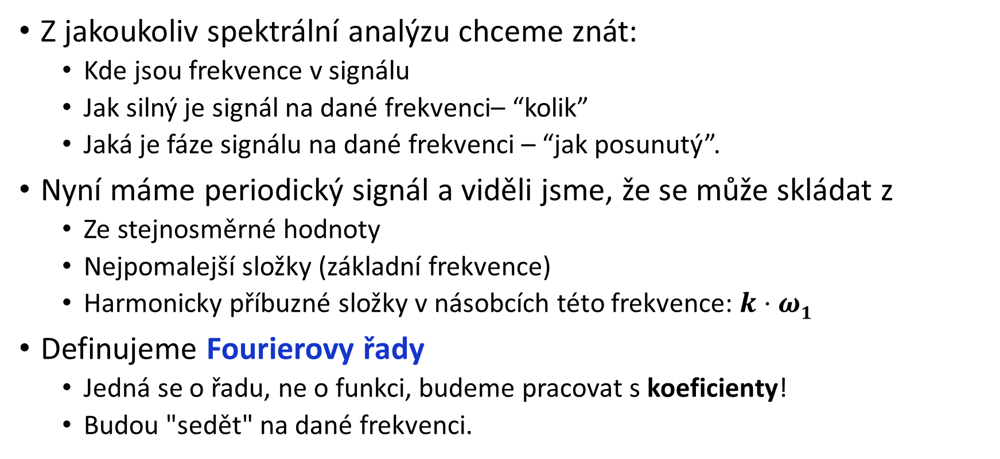 • Z jakoukoliv spektrální analýzu chceme znát:
• Kde jsou frekvence v signálu
• Jak silný je signál na dané frekvenci– “kolik”
• Jaká je fáze signálu na dané frekvenci – “jak posunutý”.
• Nyní máme periodický signál a viděli jsme, že se může skládat z
• Ze stejnosměrné hodnoty
• Nejpomalejší složky (základní frekvence)
• Harmonicky příbuzné složky v násobcích této frekvence: k · ω₁
• Definujeme Fourierovy řady
• Jedná se o řadu, ne o funkci, budeme pracovat s koeficienty!
• Budou "sedět" na dané frekvenci.